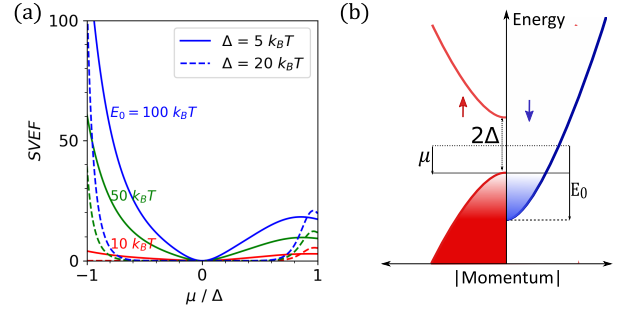 (a)
SVEF
100
50
0
Δ = 5 k_BT
Δ = 20 k_BT
E_0 = 100 k_BT
50 k_BT
10 k_BT
−1
0
1
μ / Δ
(b)
Energy
2Δ
μ
E_0
|Momentum|